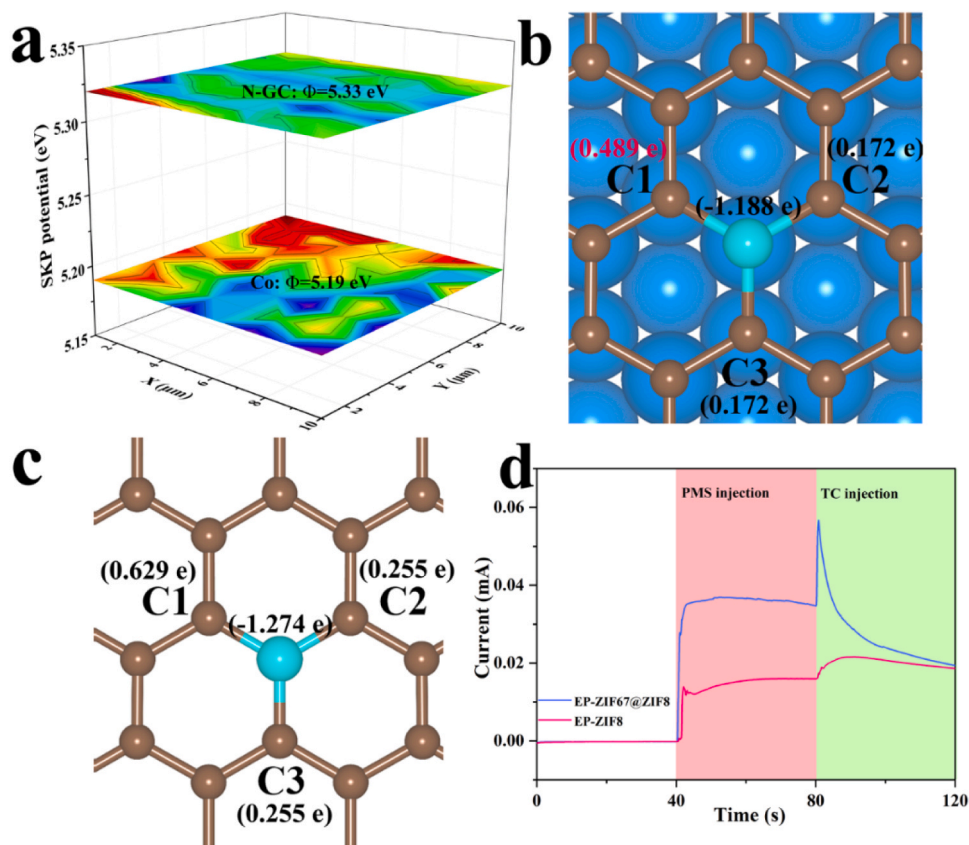 a
5.35
5.30
5.25
5.20
5.15
SKP potential (eV)
N-GC: Φ=5.33 eV
Co: Φ=5.19 eV
2
4
6
8
10
X (μm)
2
4
6
8
10
Y (μm)
b
(0.489 e)
(0.172 e)
C1
C2
(-1.188 e)
C3
(0.172 e)
c
(0.629 e)
(0.255 e)
C1
C2
(-1.274 e)
C3
(0.255 e)
d
0.06
0.04
0.02
0.00
Current (mA)
PMS injection
TC injection
EP-ZIF67@ZIF8
EP-ZIF8
0
40
80
120
Time (s)